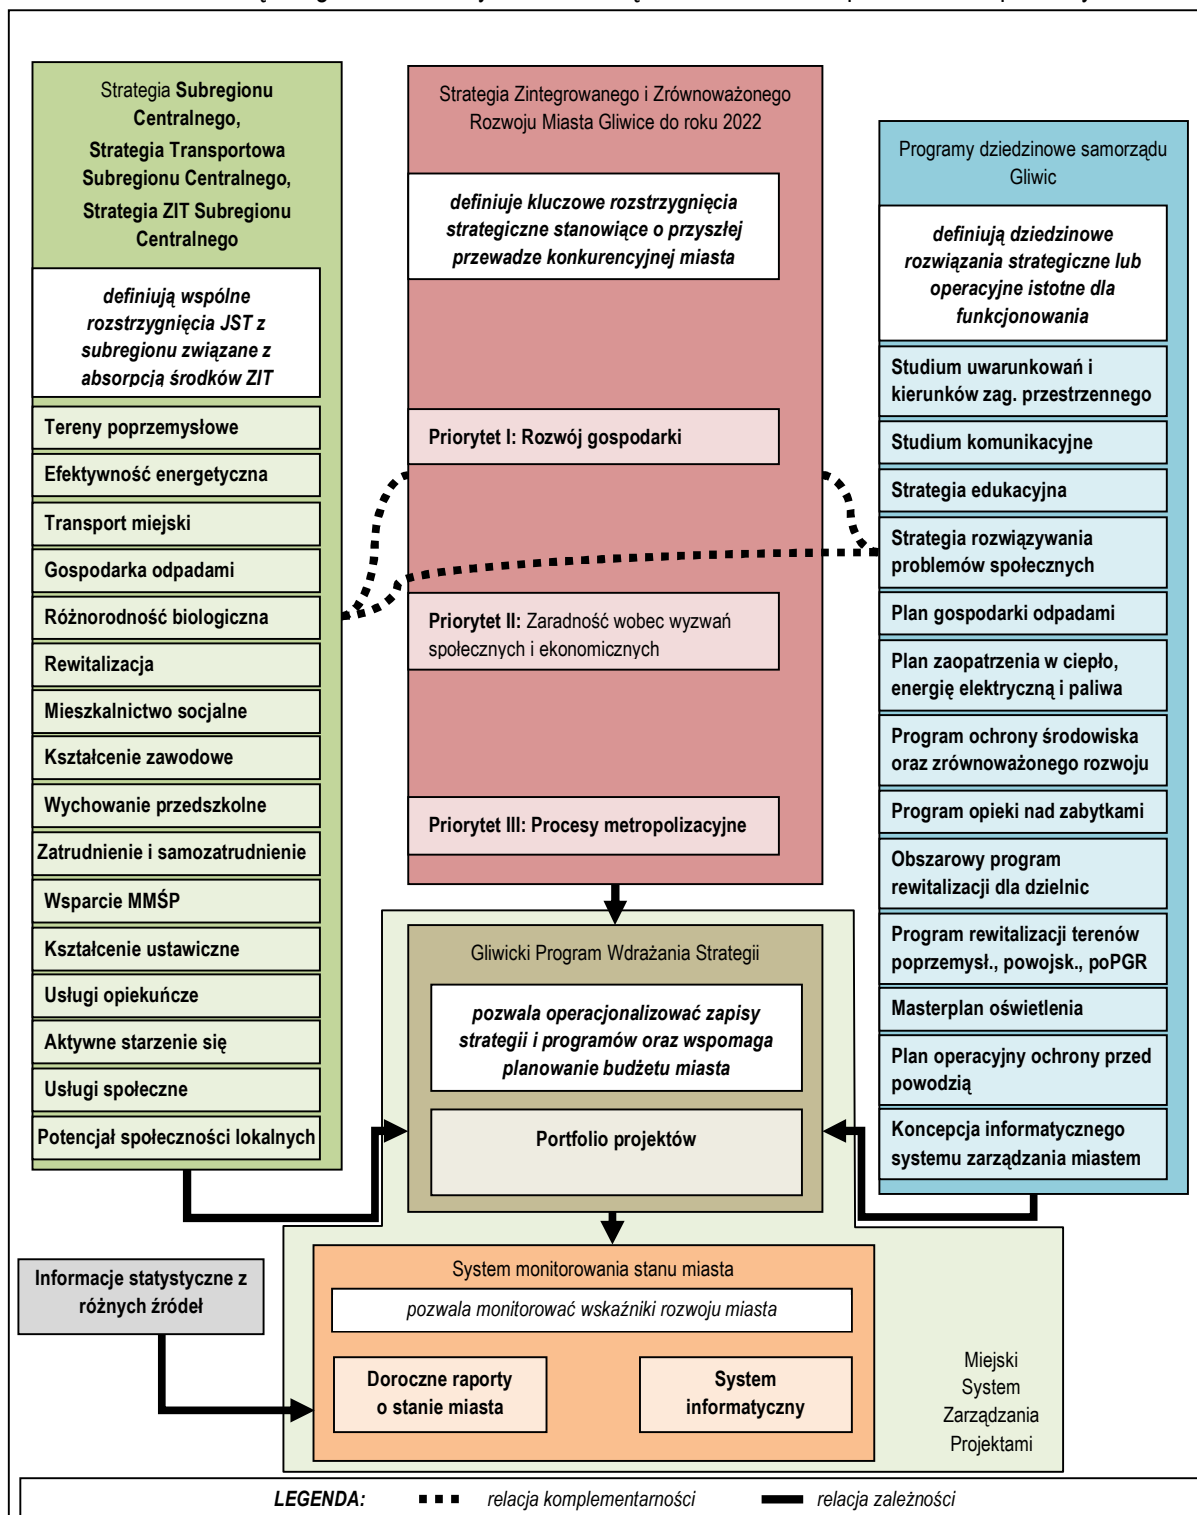 Strategia Subregionu
Centralnego,
Strategia Transportowa
Subregionu Centralnego,
Strategia ZIT Subregionu
Centralnego
definiują wspólne
rozstrzygnięcia JST z
subregionu związane z
absorpcją środków ZIT
Tereny poprzemysłowe
Efektywność energetyczna
Transport miejski
Gospodarka odpadami
Różnorodność biologiczna
Rewitalizacja
Mieszkalnictwo socjalne
Kształcenie zawodowe
Wychowanie przedszkolne
Zatrudnienie i samozatrudnienie
Wsparcie MMŚP
Kształcenie ustawiczne
Usługi opiekuńcze
Aktywne starzenie się
Usługi społeczne
Potencjał społeczności lokalnych
Strategia Zintegrowanego i Zrównoważonego
Rozwoju Miasta Gliwice do roku 2022
definiuje kluczowe rozstrzygnięcia
strategiczne stanowiące o przyszłej
przewadze konkurencyjnej miasta
Priorytet I: Rozwój gospodarki
Priorytet II: Zaradność wobec wyzwań
społecznych i ekonomicznych
Priorytet III: Procesy metropolizacyjne
Programy dziedzinowe samorządu
Gliwic
definiują dziedzinowe
rozwiązania strategiczne lub
operacyjne istotne dla
funkcjonowania
Studium uwarunkowań i
kierunków zag. przestrzennego
Studium komunikacyjne
Strategia edukacyjna
Strategia rozwiązywania
problemów społecznych
Plan gospodarki odpadami
Plan zaopatrzenia w ciepło,
energię elektryczną i paliwa
Program ochrony środowiska
oraz zrównoważonego rozwoju
Program opieki nad zabytkami
Obszarowy program
rewitalizacji dla dzielnic
Program rewitalizacji terenów
poprzemysł., powojsk., poPGR
Masterplan oświetlenia
Plan operacyjny ochrony przed
powodzią
Koncepcja informatycznego
systemu zarządzania miastem
Gliwicki Program Wdrażania Strategii
pozwala operacjonalizować zapisy
strategii i programów oraz wspomaga
planowanie budżetu miasta
Portfolio projektów
Informacje statystyczne z
różnych źródeł
System monitorowania stanu miasta
pozwala monitorować wskaźniki rozwoju miasta
Doroczne raporty
o stanie miasta
System
informatyczny
Miejski
System
Zarządzania
Projektami
LEGENDA: relacja komplementarności relacja zależności